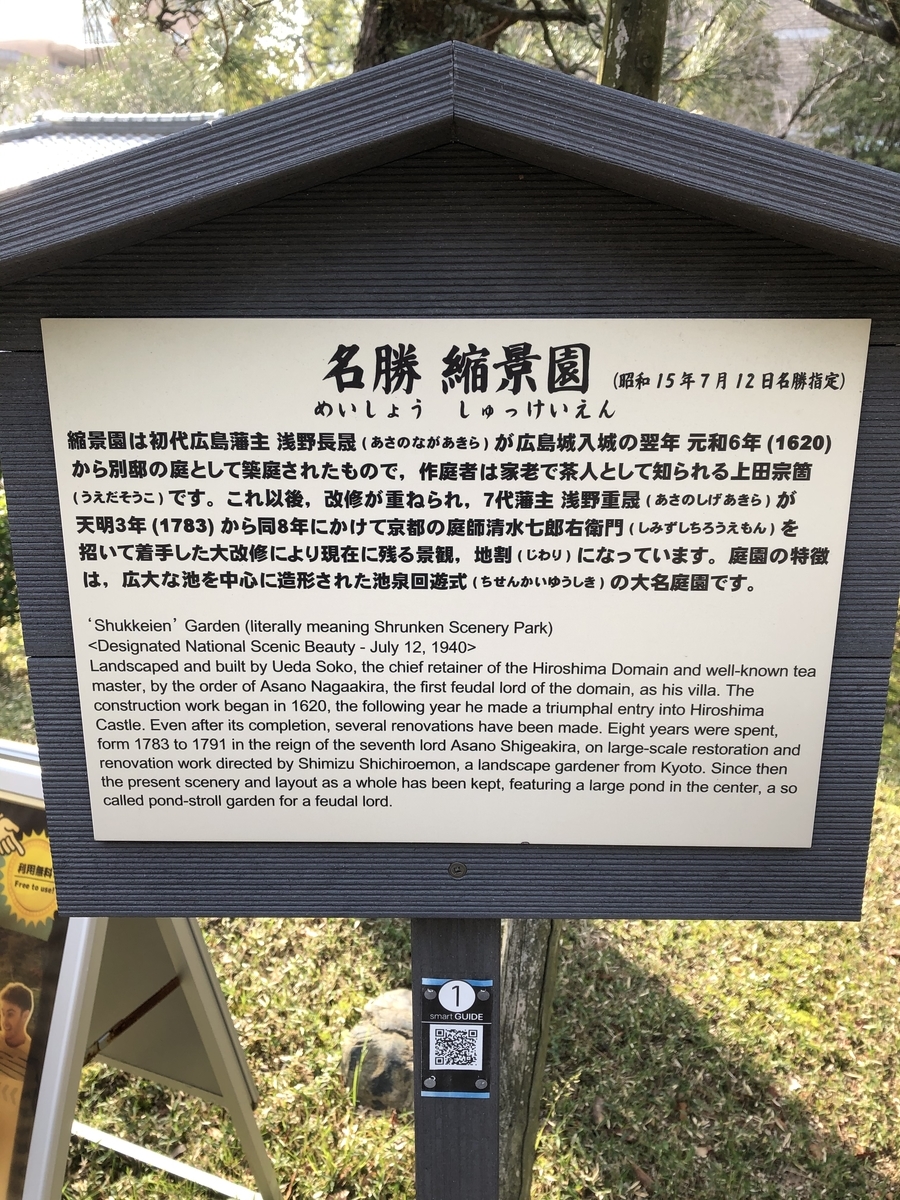 名勝 縮景園 (昭和15年7月12日名勝指定)
めいしょう しゅっけいえん
縮景園は初代広島藩主 浅野長晟(あさのながあきら)が広島城入城の翌年 元和6年(1620)
から別邸の庭として築庭されたもので，作庭者は家老で茶人として知られる上田宗箇
(うえだそうこ)です。これ以後，改修が重ねられ，7代藩主 浅野重晟(あさのしげあきら)が
天明3年(1783)から同8年にかけて京都の庭師清水七郎右衛門(しみずしちろうえもん)を
招いて着手した大改修により現在に残る景観，地割(じわり)になっています。庭園の特徴
は，広大な池を中心に造形された池泉回遊式(ちせんかいゆうしき)の大名庭園です。
‘Shukkeien’ Garden (literally meaning Shrunken Scenery Park)
<Designated National Scenic Beauty - July 12, 1940>
Landscaped and built by Ueda Soko, the chief retainer of the Hiroshima Domain and well-known tea
master, by the order of Asano Nagaakira, the first feudal lord of the domain, as his villa. The
construction work began in 1620, the following year he made a triumphal entry into Hiroshima
Castle. Even after its completion, several renovations have been made. Eight years were spent,
form 1783 to 1791 in the reign of the seventh lord Asano Shigeakira, on large-scale restoration and
renovation work directed by Shimizu Shichiroemon, a landscape gardener from Kyoto. Since then
the present scenery and layout as a whole has been kept, featuring a large pond in the center, a so
called pond-stroll garden for a feudal lord.
利用無料
Free to use!
1
smart GUIDE